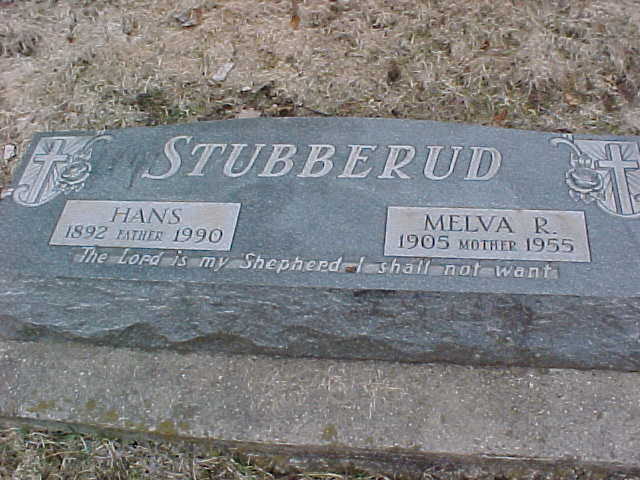 STUBBERUD
HANS
1892 FATHER 1990
MELVA R.
1905 MOTHER 1955
The Lord is my Shepherd I shall not want